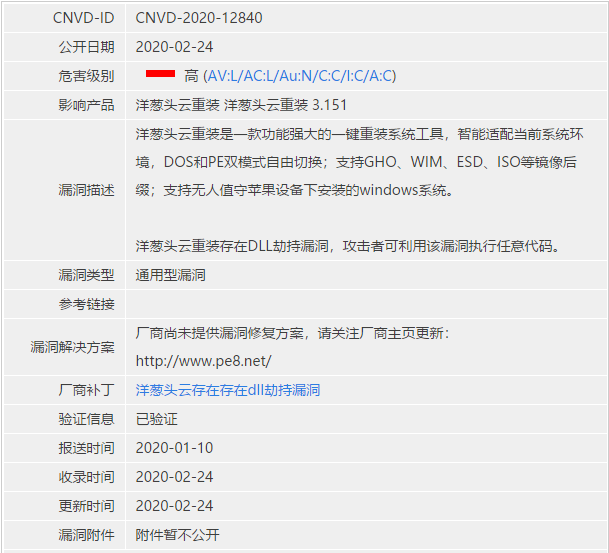 CNVD-ID CNVD-2020-12840
公开日期 2020-02-24
危害级别 高 (AV:L/AC:L/Au:N/C:C/I:C/A:C)
影响产品 洋葱头云重装 洋葱头云重装 3.151
漏洞描述
洋葱头云重装是一款功能强大的一键重装系统工具，智能适配当前系统环
境，DOS和PE双模式自由切换；支持GHO、WIM、ESD、ISO等镜像后
缀；支持无人值守苹果设备下安装的windows系统。
洋葱头云重装存在DLL劫持漏洞，攻击者可利用该漏洞执行任意代码。
漏洞类型 通用型漏洞
参考链接
漏洞解决方案
厂商尚未提供漏洞修复方案，请关注厂商主页更新：
http://www.pe8.net/
厂商补丁 洋葱头云存在存在dll劫持漏洞
验证信息 已验证
报送时间 2020-01-10
收录时间 2020-02-24
更新时间 2020-02-24
漏洞附件 附件暂不公开